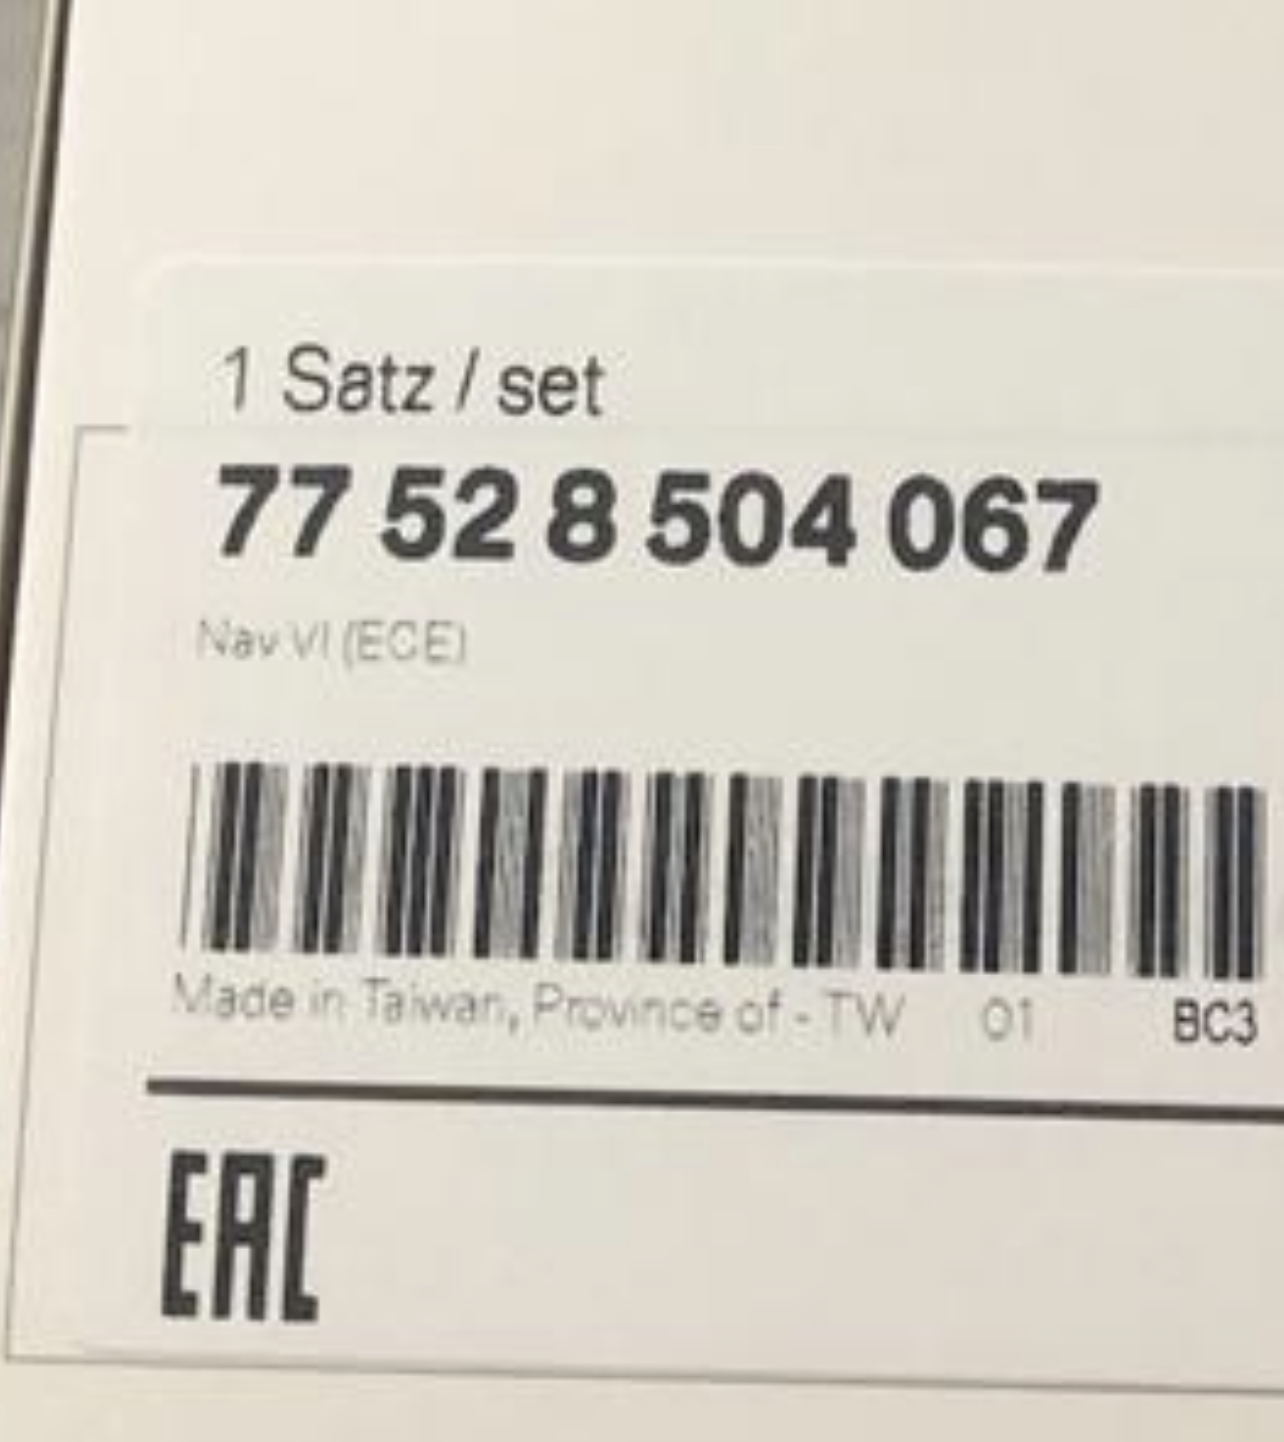 1 Satz / set
77 52 8 504 067
Nav VI (ECE)
Made in Taiwan, Province of - TW 01 BC3
EAC